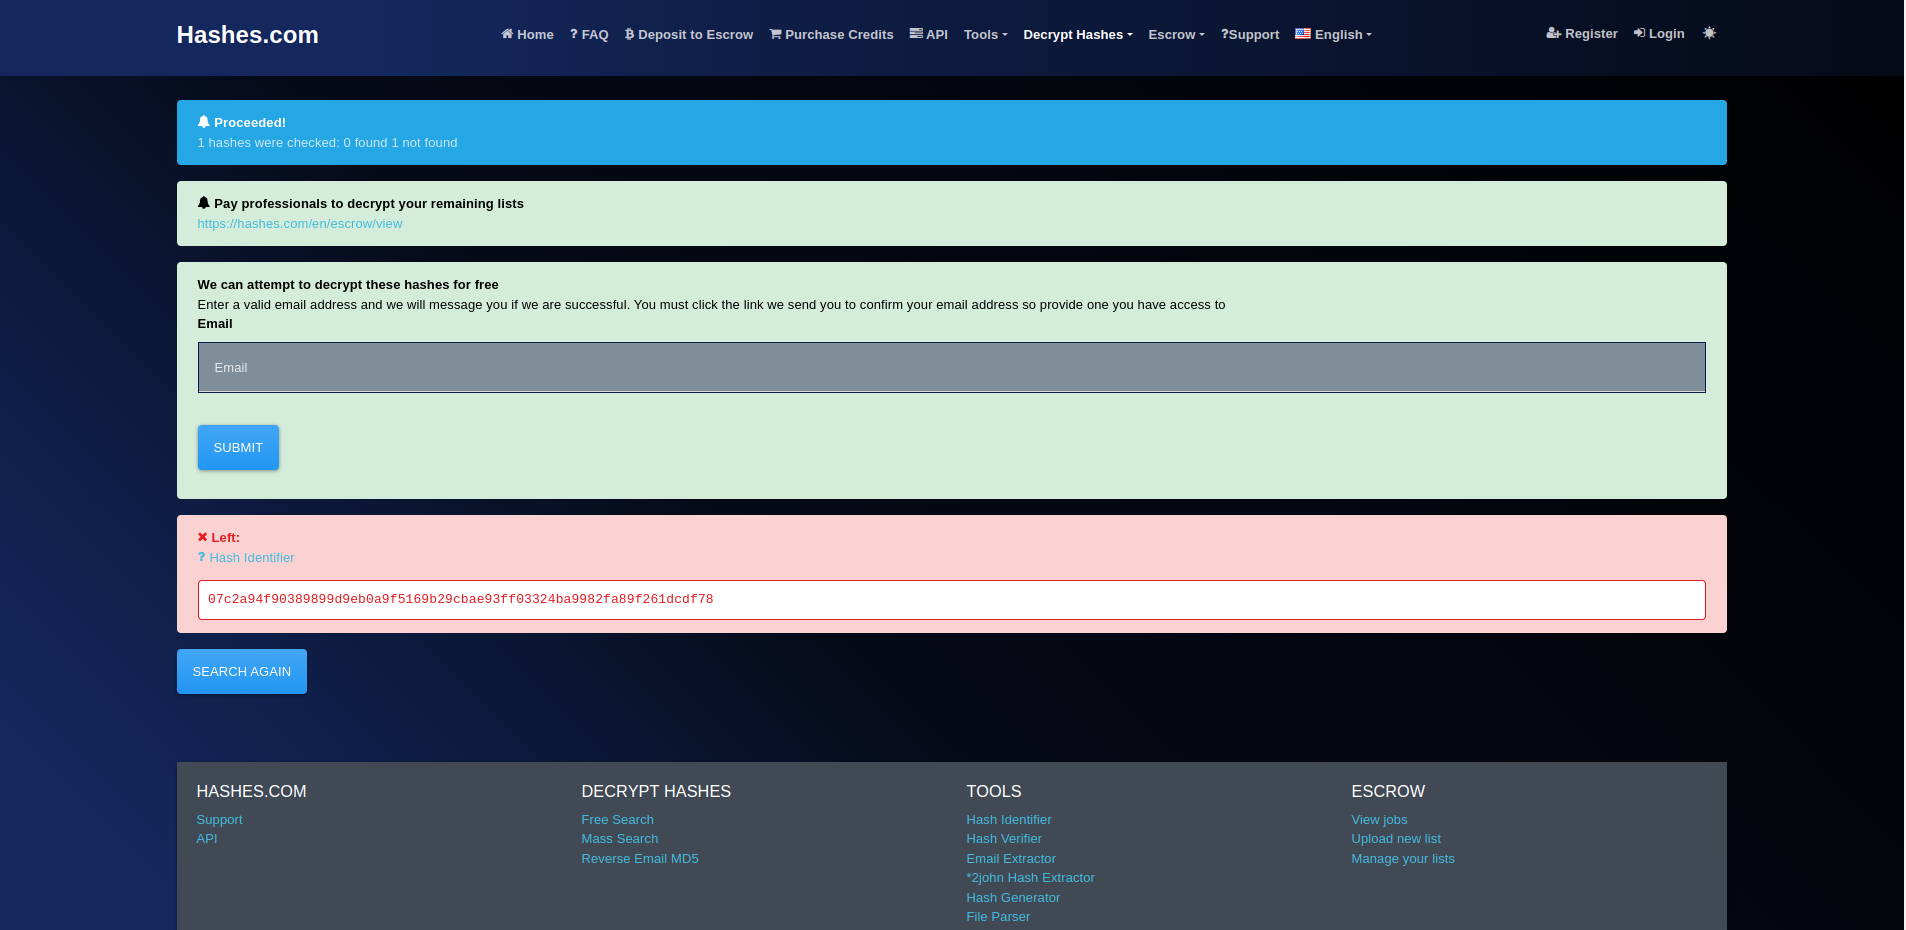 Hashes.com
Home
? FAQ
Deposit to Escrow
Purchase Credits
API
Tools
Decrypt Hashes
Escrow
?Support
English
Register
Login
Proceeded!
1 hashes were checked: 0 found 1 not found
Pay professionals to decrypt your remaining lists
https://hashes.com/en/escrow/view
We can attempt to decrypt these hashes for free
Enter a valid email address and we will message you if we are successful. You must click the link we send you to confirm your email address so provide one you have access to
Email
Email
SUBMIT
Left:
? Hash Identifier
07c2a94f90389899d9eb0a9f5169b29cbae93ff03324ba9982fa89f261dcdf78
SEARCH AGAIN
HASHES.COM
Support
API
DECRYPT HASHES
Free Search
Mass Search
Reverse Email MD5
TOOLS
Hash Identifier
Hash Verifier
Email Extractor
*2john Hash Extractor
Hash Generator
File Parser
ESCROW
View jobs
Upload new list
Manage your lists